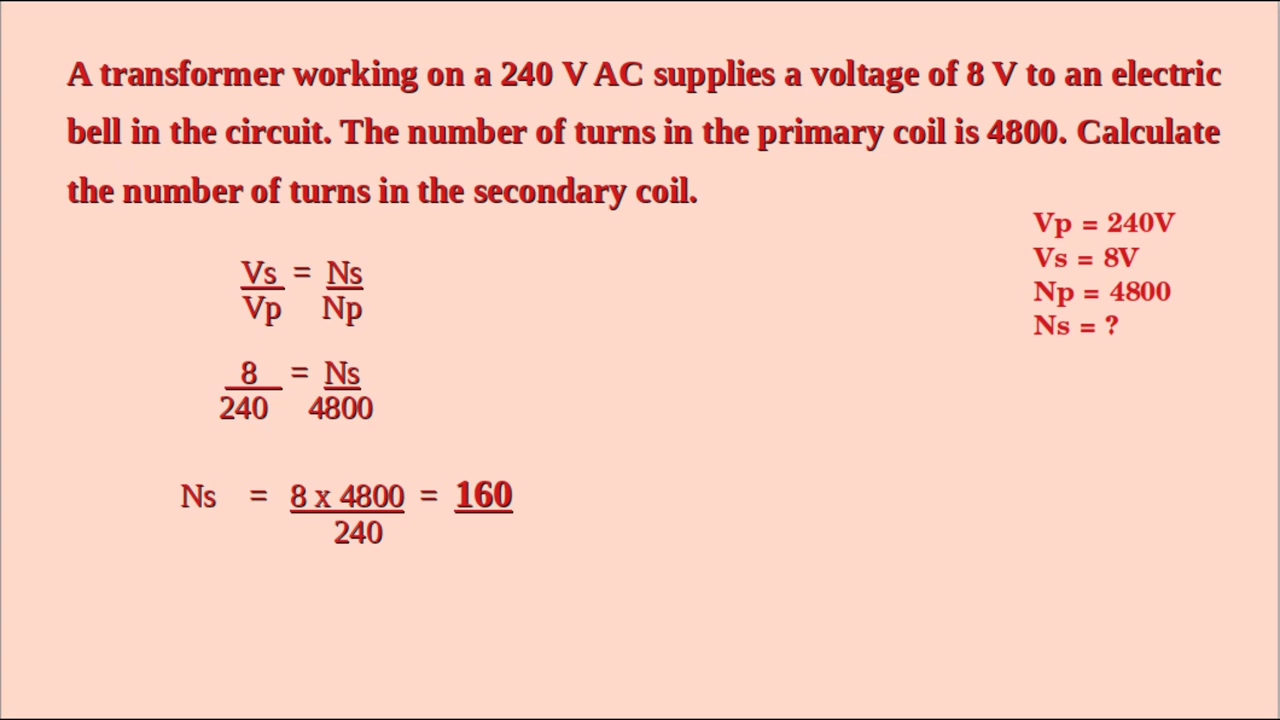 A transformer working on a 240 V AC supplies a voltage of 8 V to an electric
bell in the circuit. The number of turns in the primary coil is 4800. Calculate
the number of turns in the secondary coil.
Vp = 240V
Vs = 8V
Np = 4800
Ns = ?
Vs = Ns
Vp Np
8 = Ns
240 4800
Ns = 8 x 4800 = 160
240